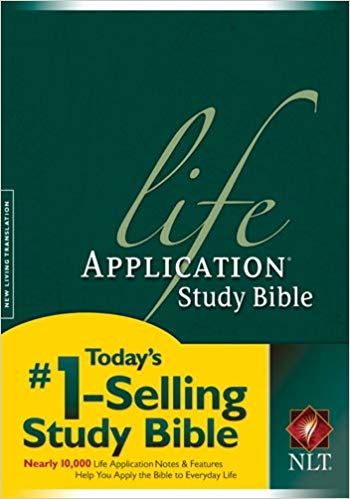 life
APPLICATION®
Study Bible
NEW LIVING TRANSLATION
Today's
#1-Selling
Study Bible
Nearly 10,000 Life Application Notes & Features
Help You Apply the Bible to Everyday Life
NLT.